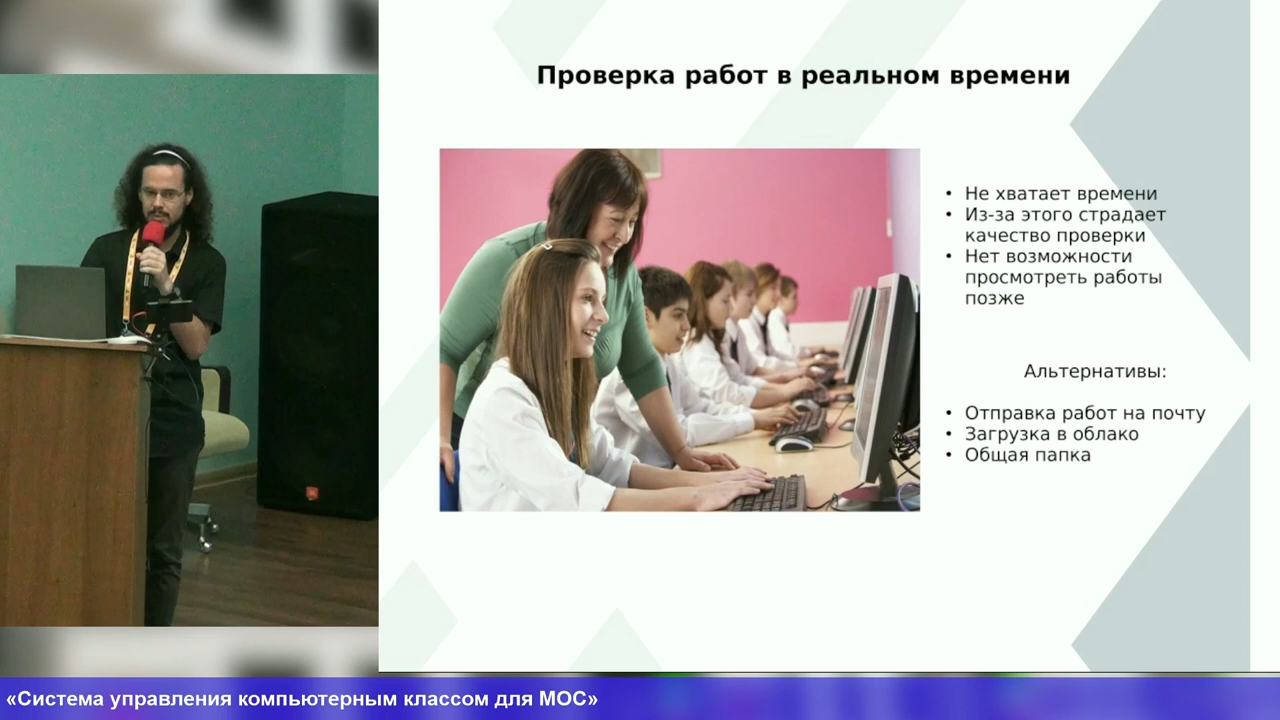 Проверка работ в реальном времени
• Не хватает времени
• Из-за этого страдает
качество проверки
• Нет возможности
просмотреть работы
позже
Альтернативы:
• Отправка работ на почту
• Загрузка в облако
• Общая папка
«Система управления компьютерным классом для МОС»